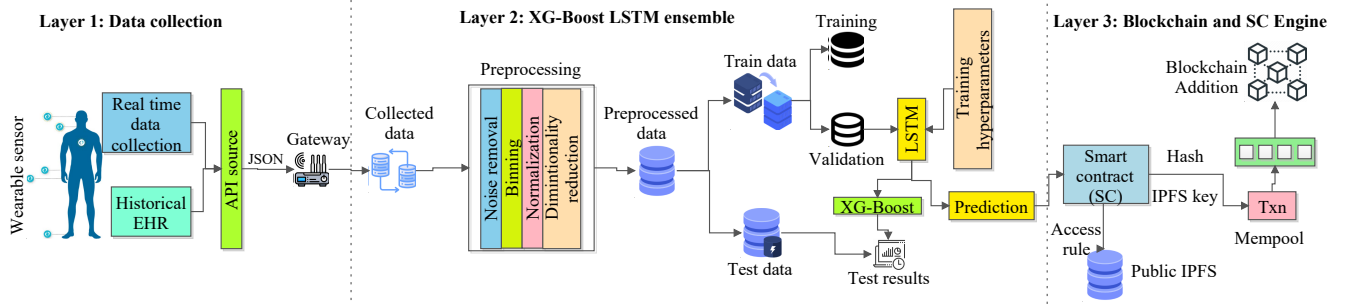 Layer 1: Data collection
Wearable sensor
Real time
data
collection
Historical
EHR
API source
JSON
Gateway
Layer 2: XG-Boost LSTM ensemble
Collected
data
Preprocessing
Noise removal
Binning
Normalization
Dimintionality
reduction
Preprocessed
data
Train data
Test data
Training
Validation
LSTM
Training
hyperparameters
XG-Boost
Prediction
Test results
Layer 3: Blockchain and SC Engine
Smart
contract
(SC)
Hash
IPFS key
Access
rule
Public IPFS
Txn
Mempool
Blockchain
Addition